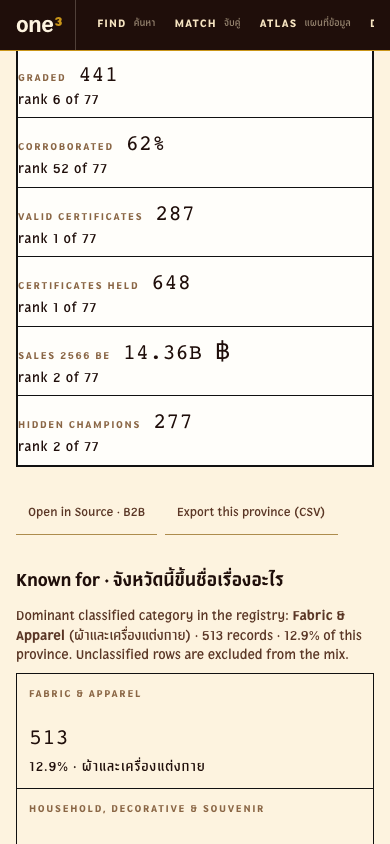 one³ FIND ค้นหา MATCH จับคู่ ATLAS แผนที่ข้อมูล
GRADED 441
rank 6 of 77
CORROBORATED 62%
rank 52 of 77
VALID CERTIFICATES 287
rank 1 of 77
CERTIFICATES HELD 648
rank 1 of 77
SALES 2566 BE 14.36B ฿
rank 2 of 77
HIDDEN CHAMPIONS 277
rank 2 of 77
Open in Source · B2B Export this province (CSV)
Known for · จังหวัดนี้ขึ้นชื่อเรื่องอะไร
Dominant classified category in the registry: Fabric &
Apparel (ผ้าและเครื่องแต่งกาย) · 513 records · 12.9% of this
province. Unclassified rows are excluded from the mix.
FABRIC & APPAREL
513
12.9% · ผ้าและเครื่องแต่งกาย
HOUSEHOLD, DECORATIVE & SOUVENIR